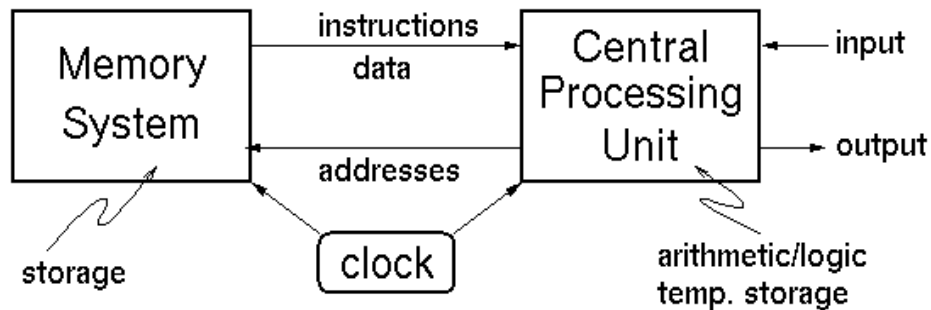 Memory
System
instructions
data
addresses
Central
Processing
Unit
input
output
clock
storage
arithmetic/logic
temp. storage